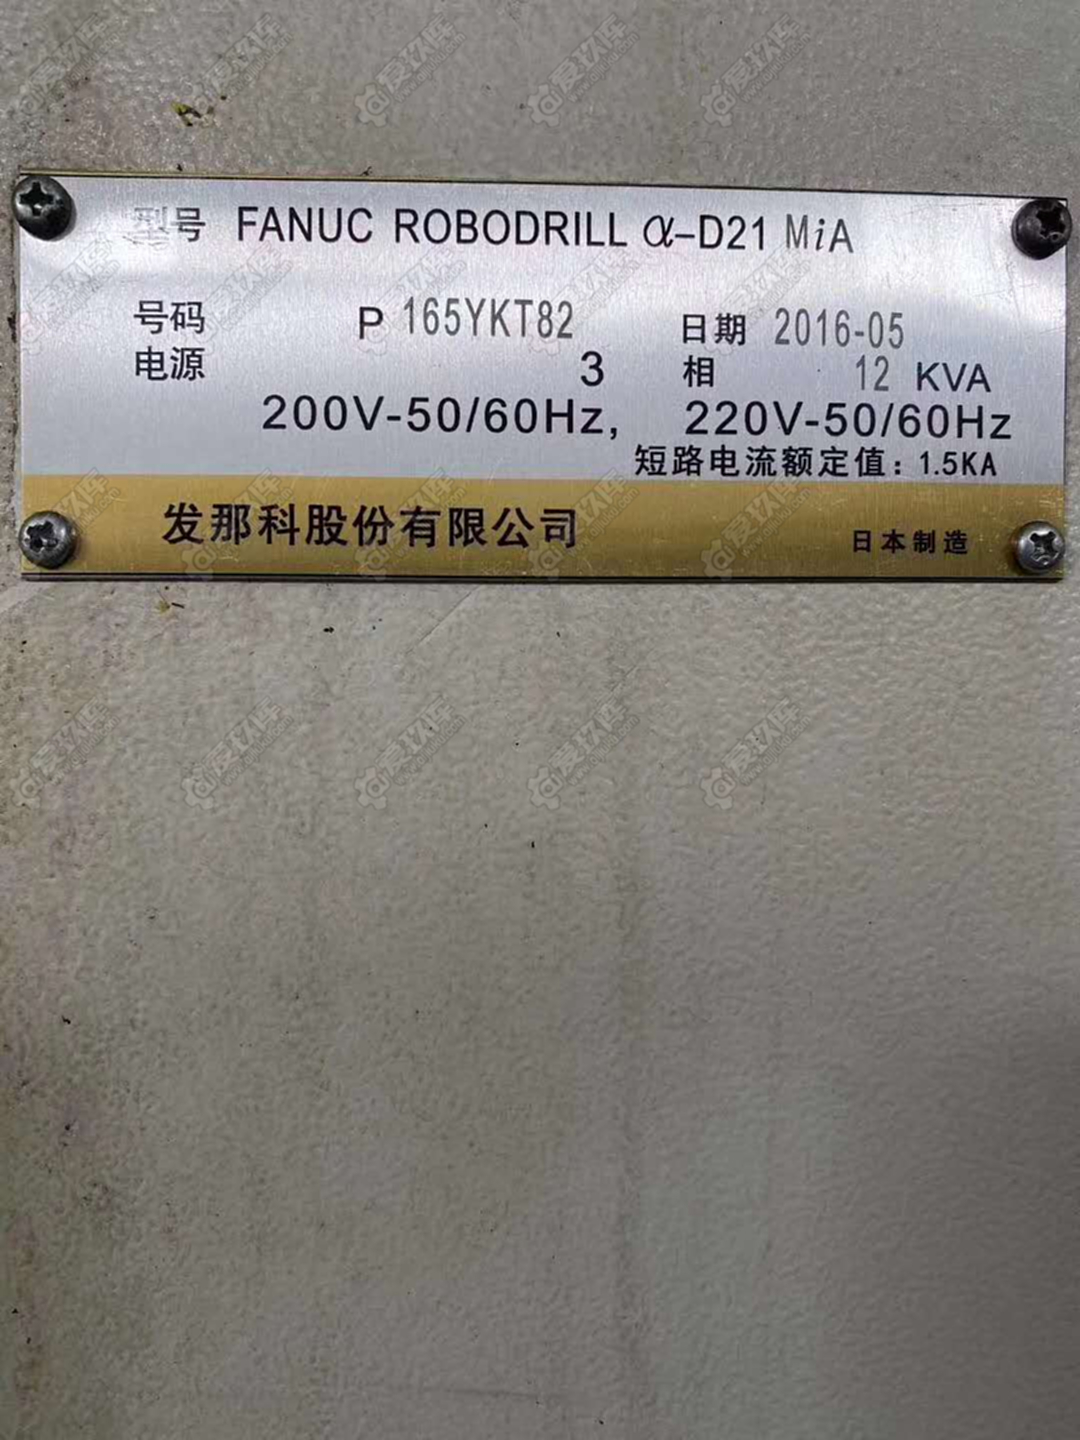 型号 FANUC ROBODRILL α-D21 MiA
号码 P 165YKT82 日期 2016-05
电源 3 相 12 KVA
200V-50/60Hz, 220V-50/60Hz
短路电流额定值: 1.5KA
发那科股份有限公司 日本制造